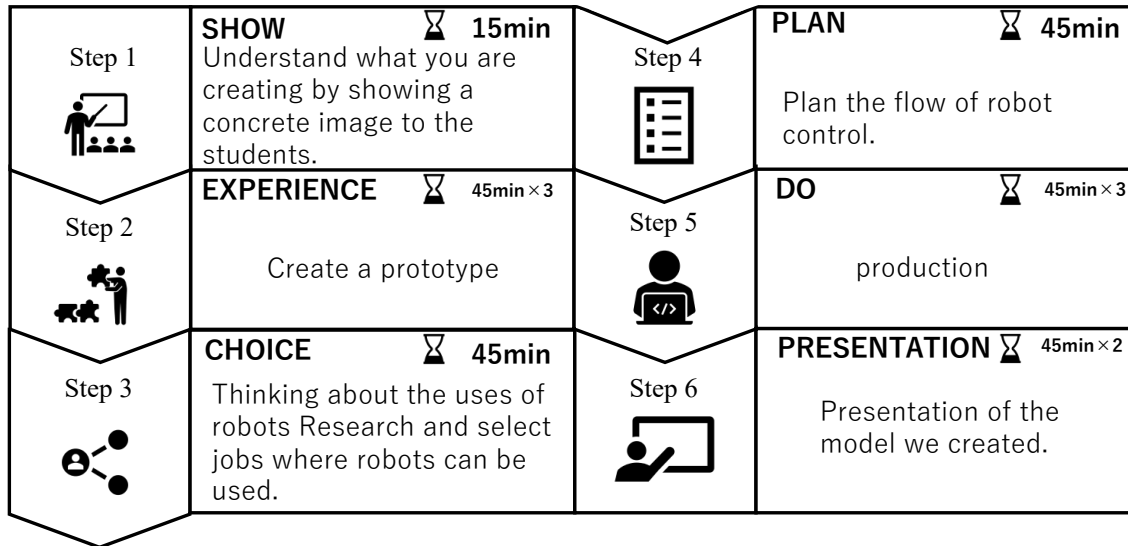 Step 1
SHOW 15min
Understand what you are
creating by showing a
concrete image to the
students.
Step 2
EXPERIENCE 45min×3
Create a prototype
Step 3
CHOICE 45min
Thinking about the uses of
robots Research and select
jobs where robots can be
used.
Step 4
PLAN 45min
Plan the flow of robot
control.
Step 5
</>
DO 45min×3
production
Step 6
PRESENTATION 45min×2
Presentation of the
model we created.